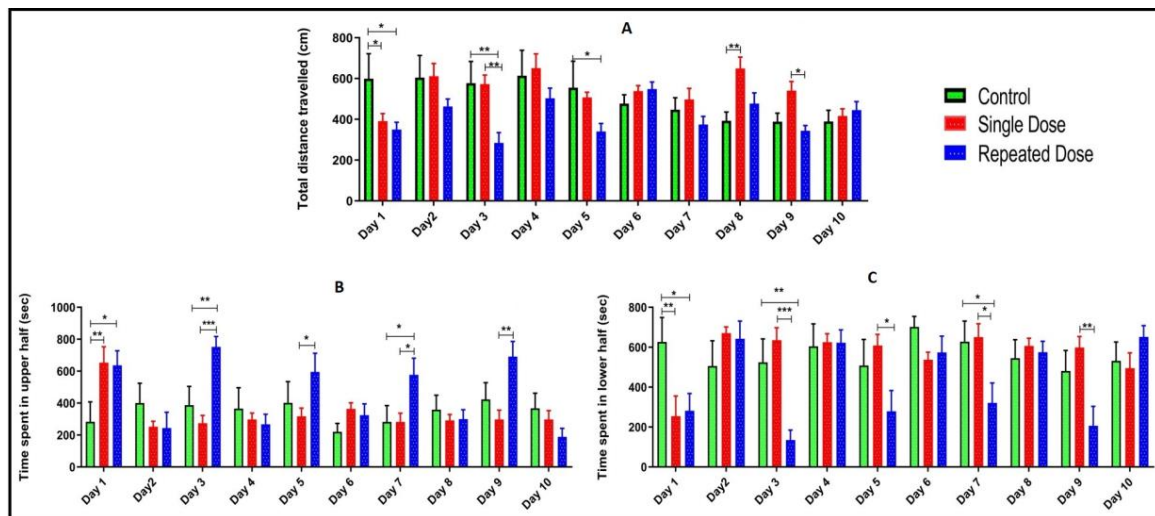 A
Total distance travelled (cm)
800
600
400
200
0
* * ** ** * ** *
Day 1 Day2 Day 3 Day 4 Day 5 Day 6 Day 7 Day 8 Day 9 Day 10
Control
Single Dose
Repeated Dose
B
Time spent in upper half (sec)
1000
800
600
400
200
0
* ** ** *** * * * **
Day 1 Day2 Day 3 Day 4 Day 5 Day 6 Day 7 Day 8 Day 9 Day 10
C
Time spent in lower half (sec)
800
600
400
200
0
* ** ** *** * * * **
Day 1 Day2 Day 3 Day 4 Day 5 Day 6 Day 7 Day 8 Day 9 Day 10